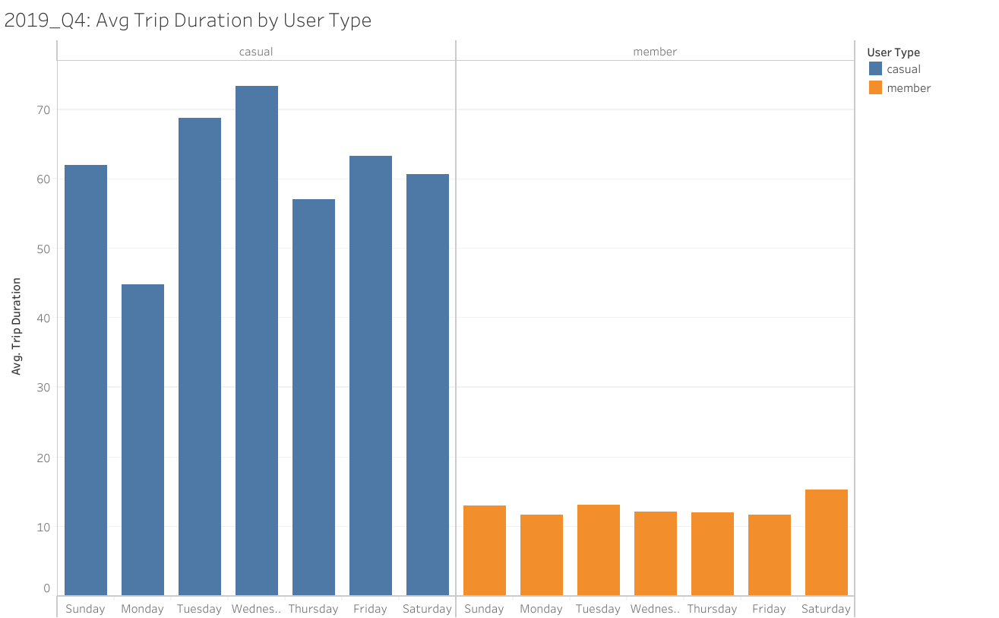 2019_Q4: Avg Trip Duration by User Type
casual member
User Type
casual
member
70
60
50
40
30
20
10
0
Avg. Trip Duration
Sunday Monday Tuesday Wednes.. Thursday Friday Saturday Sunday Monday Tuesday Wednes.. Thursday Friday Saturday